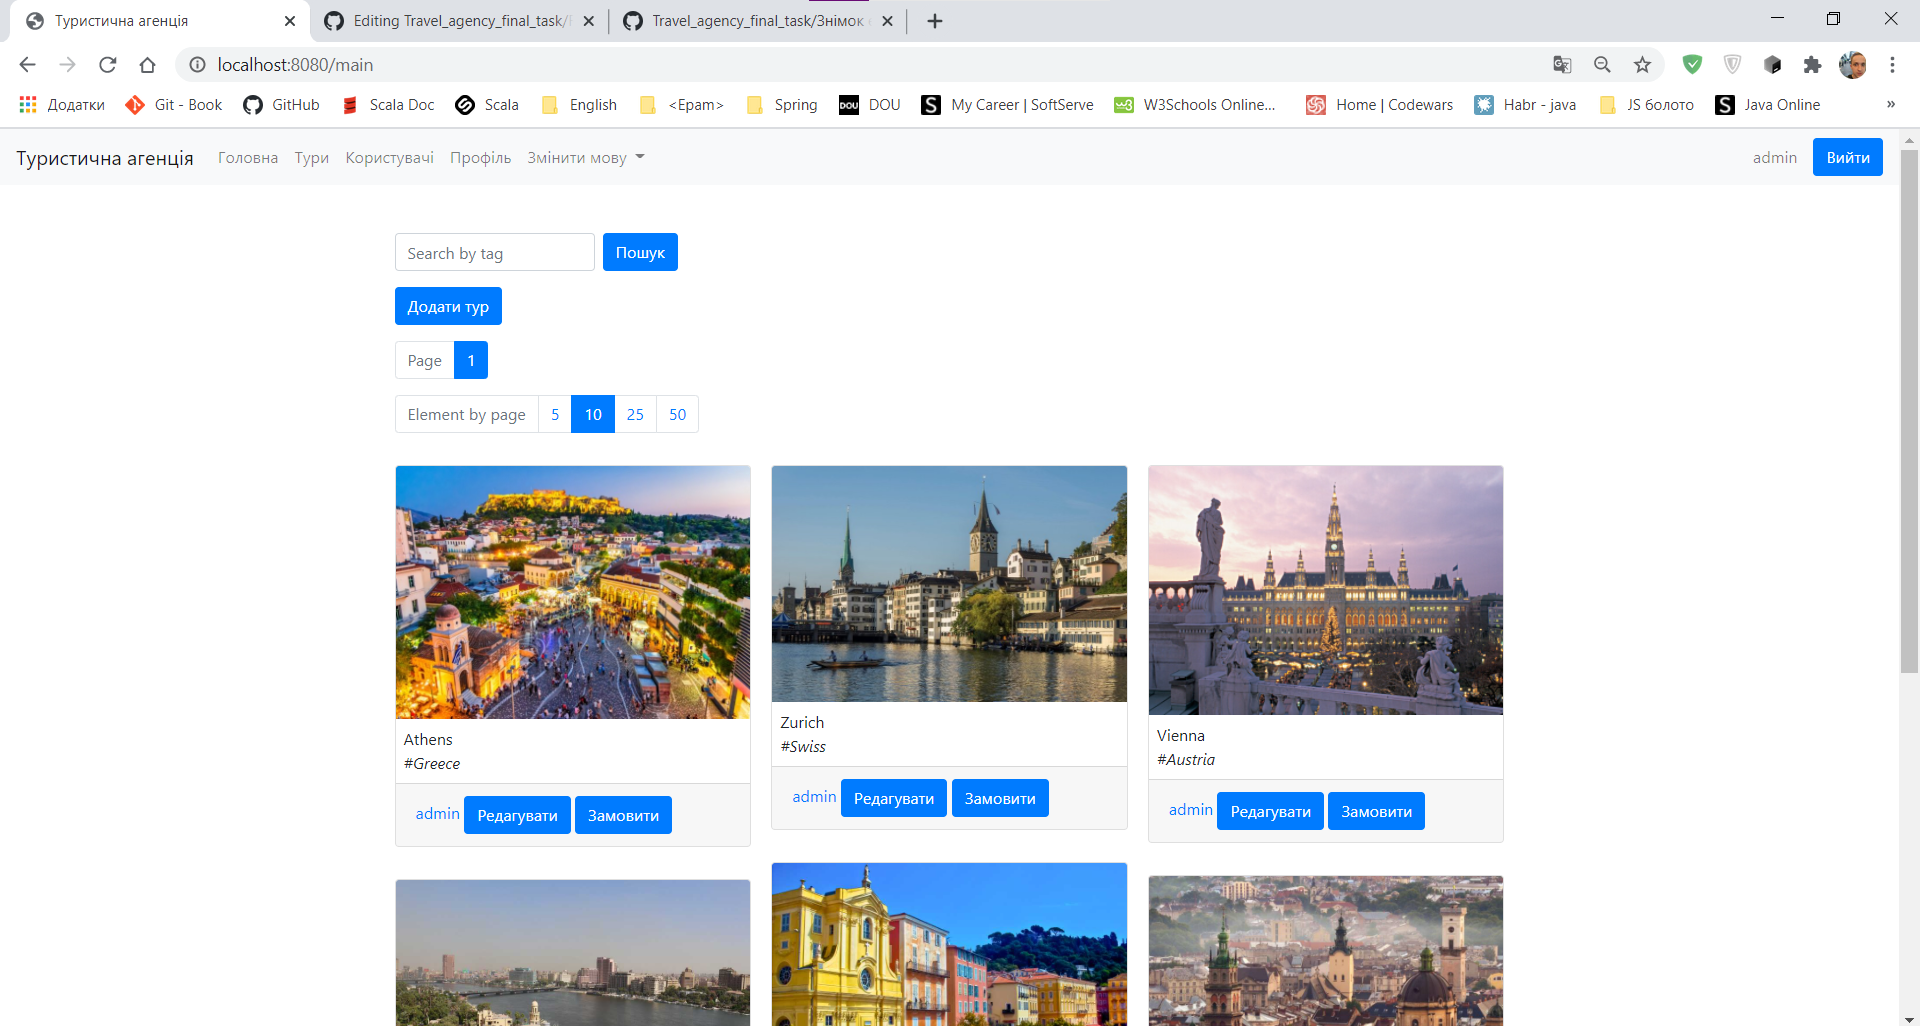 Туристична агенція
Editing Travel_agency_final_task/
Travel_agency_final_task/Знімок
localhost:8080/main
Додатки Git - Book GitHub Scala Doc Scala English <Epam> Spring DOU DOU My Career | SoftServe W3Schools Online... Home | Codewars Habr - java JS болото Java Online »
Туристична агенція Головна Тури Користувачі Профіль Змінити мову admin Вийти
Search by tag Пошук
Додати тур
Page 1
Element by page 5 10 25 50
Athens
#Greece
admin Редагувати Замовити
Zurich
#Swiss
admin Редагувати Замовити
Vienna
#Austria
admin Редагувати Замовити